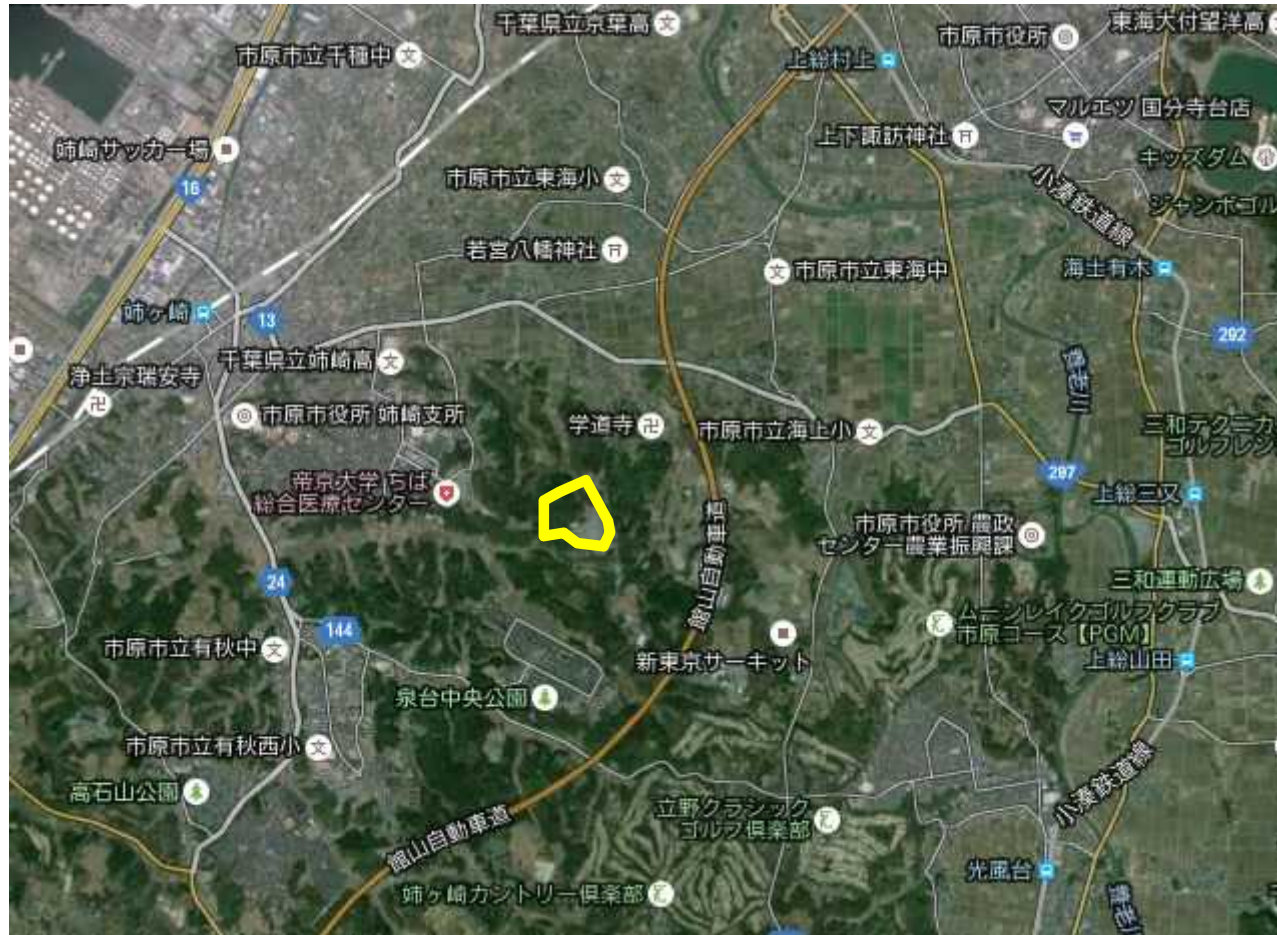 千葉県立京葉高
東海大付望洋高
市原市役所
市原市立千種中
上総村上
マルエツ 国分寺台店
上下諏訪神社
姉崎サッカー場
キッズダム
16
市原市立東海小
小湊鉄道線
ジャンボゴル
若宮八幡神社
市原市立東海中
海士有木
姉ヶ崎
13
292
千葉県立姉崎高
浄土宗瑞安寺
養老川
市原市役所 姉崎支所
学道寺
市原市立海上小
三和テクニカ
ゴルフレン
帝京大学 ちば
総合医療センター
297
上総三又
館山自動車道
市原市役所 農政
センター農業振興課
24
三和運動広場
144
ムーンレイクゴルフクラブ
市原コース【PGM】
市原市立有秋中
新東京サーキット
上総山田
泉台中央公園
市原市立有秋西小
高石山公園
小湊鉄道線
立野クラシック
ゴルフ倶楽部
館山自動車道
光風台
姉ヶ崎カントリー倶楽部